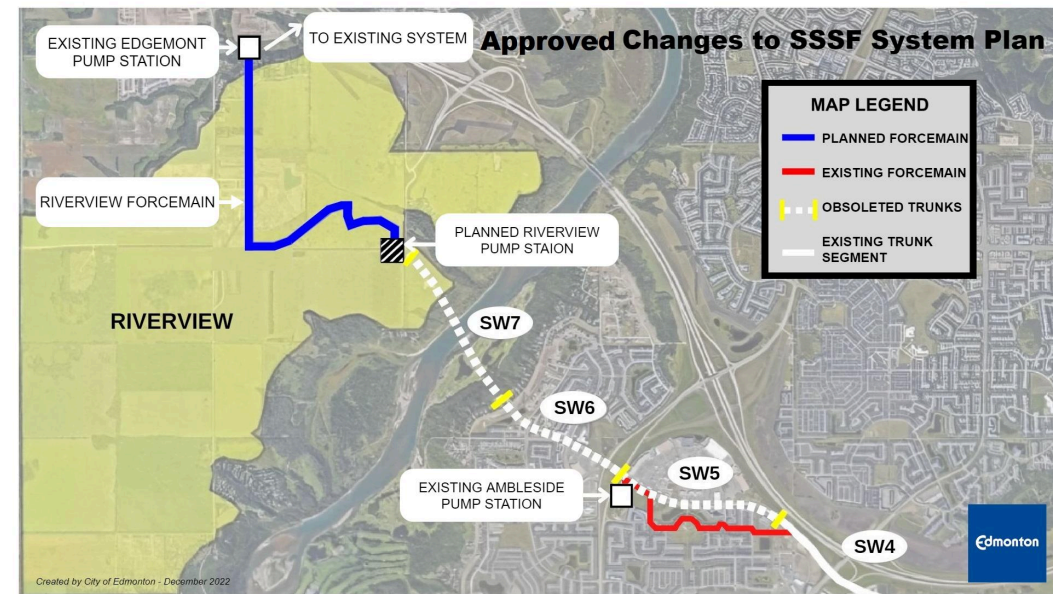 Approved Changes to SSSF System Plan
EXISTING EDGEMONT
PUMP STATION
TO EXISTING SYSTEM
MAP LEGEND
PLANNED FORCEMAIN
EXISTING FORCEMAIN
OBSOLETED TRUNKS
EXISTING TRUNK
SEGMENT
RIVERVIEW FORCEMAIN
PLANNED RIVERVIEW
PUMP STAION
RIVERVIEW
SW7
SW6
SW5
EXISTING AMBLESIDE
PUMP STATION
SW4
Edmonton
Created by City of Edmonton - December 2022